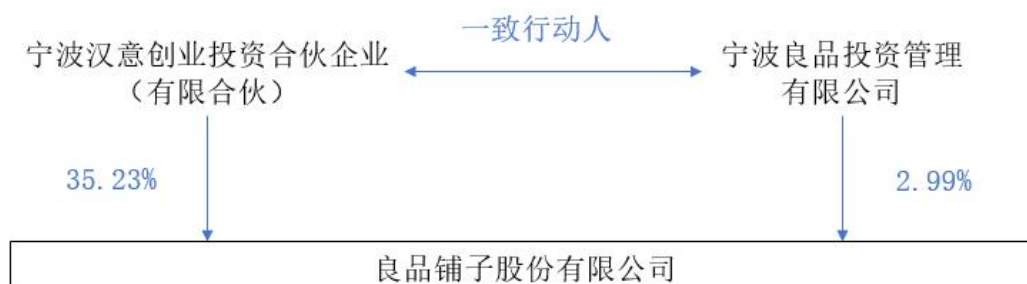 一致行动人
宁波汉意创业投资合伙企业
（有限合伙）
宁波良品投资管理
有限公司
35.23%
2.99%
良品铺子股份有限公司